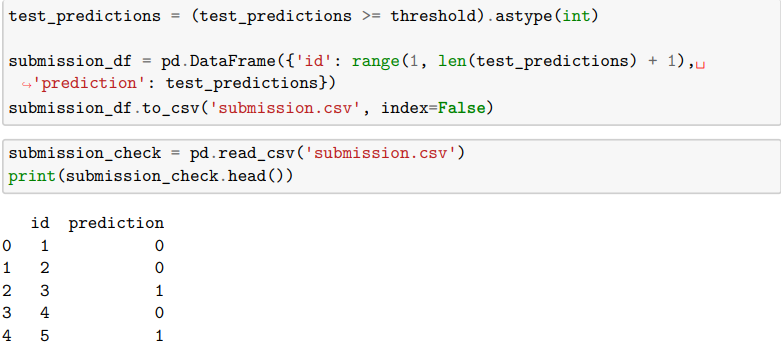 test_predictions = (test_predictions >= threshold).astype(int)
submission_df = pd.DataFrame({'id': range(1, len(test_predictions) + 1),␣
↪'prediction': test_predictions})
submission_df.to_csv('submission.csv', index=False)
submission_check = pd.read_csv('submission.csv')
print(submission_check.head())
id prediction
0 1 0
1 2 0
2 3 1
3 4 0
4 5 1